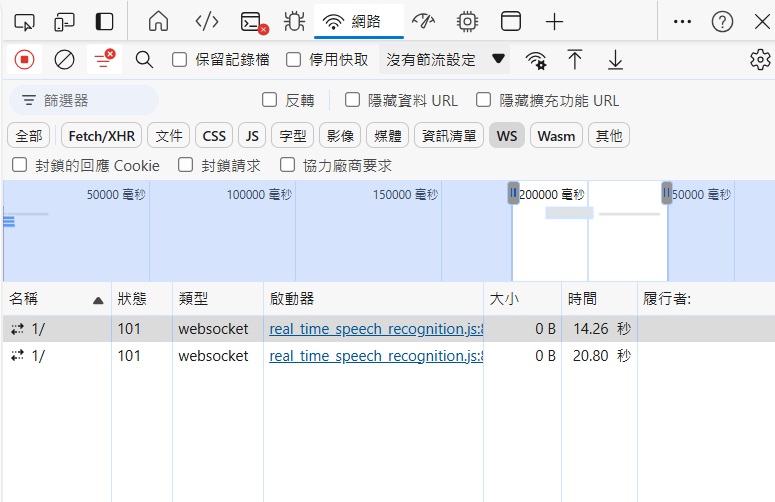 網路
保留記錄檔 停用快取 沒有節流設定
篩選器 反轉 隱藏資料 URL 隱藏擴充功能 URL
全部 Fetch/XHR 文件 CSS JS 字型 影像 媒體 資訊清單 WS Wasm 其他
封鎖的回應 Cookie 封鎖請求 協力廠商要求
50000 毫秒 100000 毫秒 150000 毫秒 200000 毫秒 50000 毫秒
名稱 狀態 類型 啟動器 大小 時間 履行者:
1/ 101 websocket real_time_speech_recognition.js:8 0 B 14.26 秒
1/ 101 websocket real_time_speech_recognition.js:8 0 B 20.80 秒